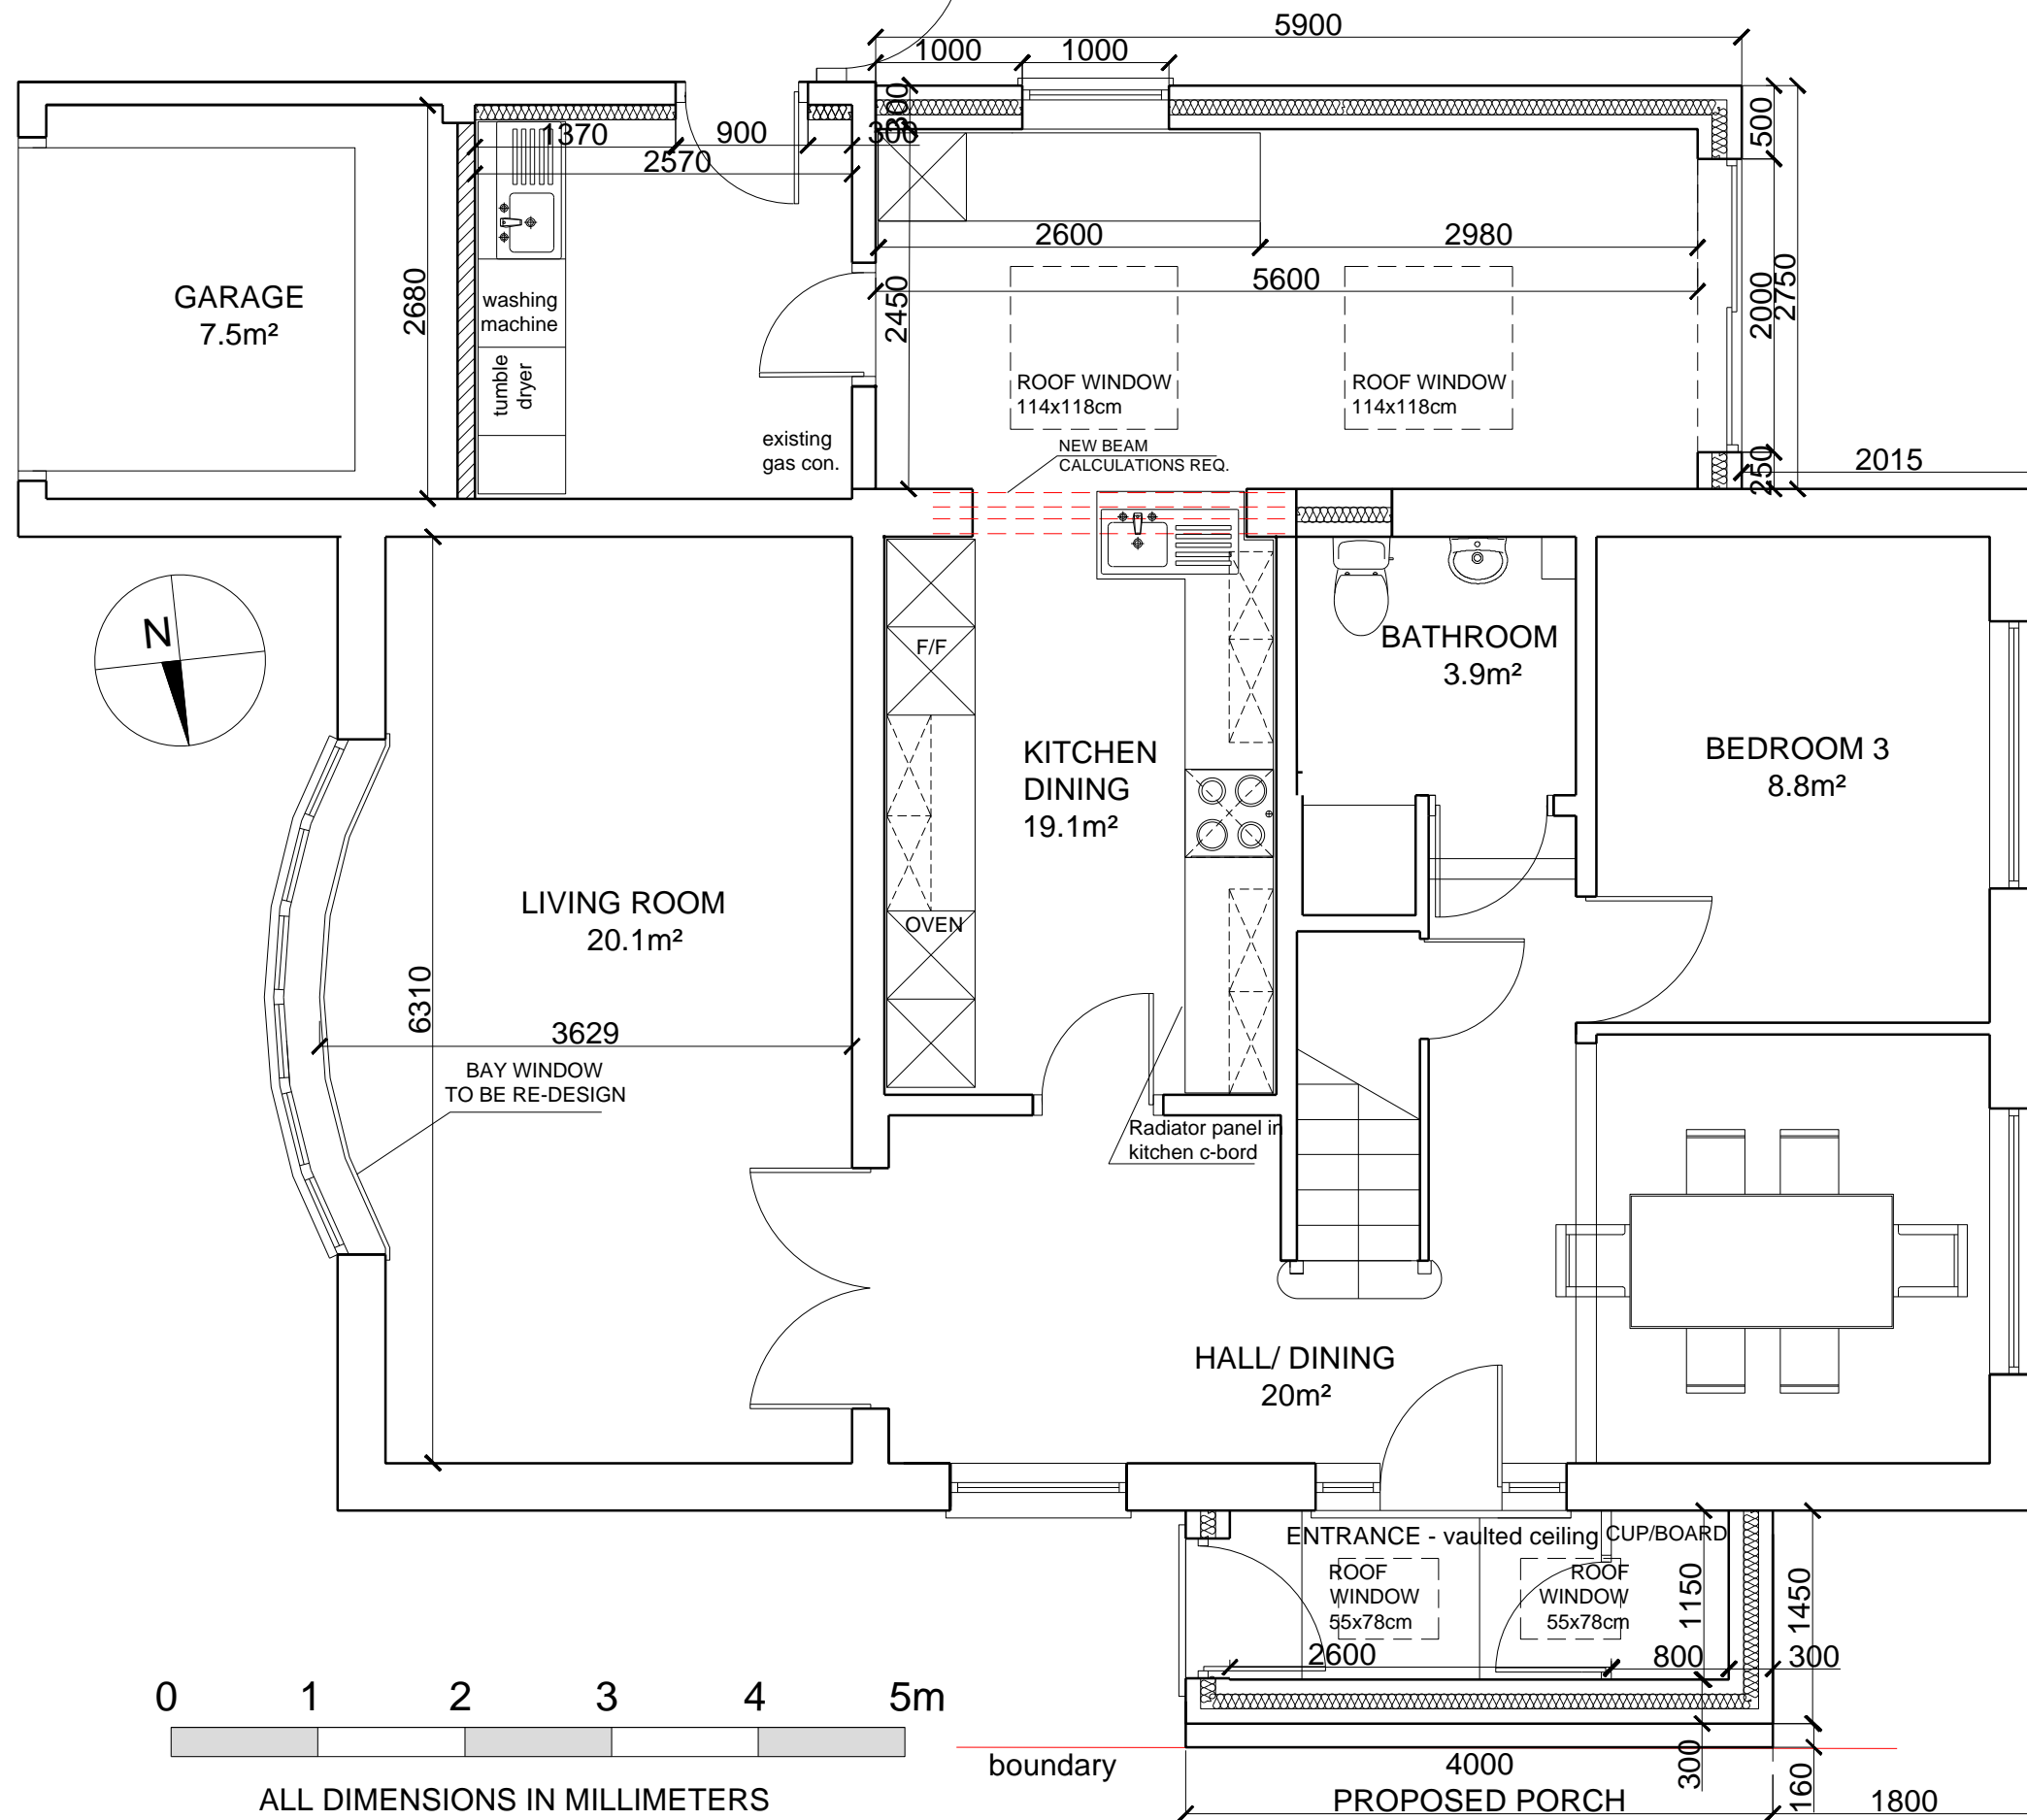 5900
1000
1000
300
500
1370
900
300
2570
2600
2980
5600
2680
2450
2000
2750
GARAGE
7.5m²
washing
machine
tumble
dryer
ROOF WINDOW
114x118cm
ROOF WINDOW
114x118cm
existing
gas con.
NEW BEAM
CALCULATIONS REQ.
250
2015
N
F/F
BATHROOM
3.9m²
KITCHEN
DINING
19.1m²
BEDROOM 3
8.8m²
LIVING ROOM
20.1m²
OVEN
6310
3629
BAY WINDOW
TO BE RE-DESIGN
Radiator panel in
kitchen c-bord
HALL/ DINING
20m²
ENTRANCE - vaulted ceiling
CUP/BOARD
ROOF
WINDOW
55x78cm
ROOF
WINDOW
55x78cm
1150
1450
2600
800
300
0 1 2 3 4 5m
boundary
4000
300
160
ALL DIMENSIONS IN MILLIMETERS
PROPOSED PORCH
1800